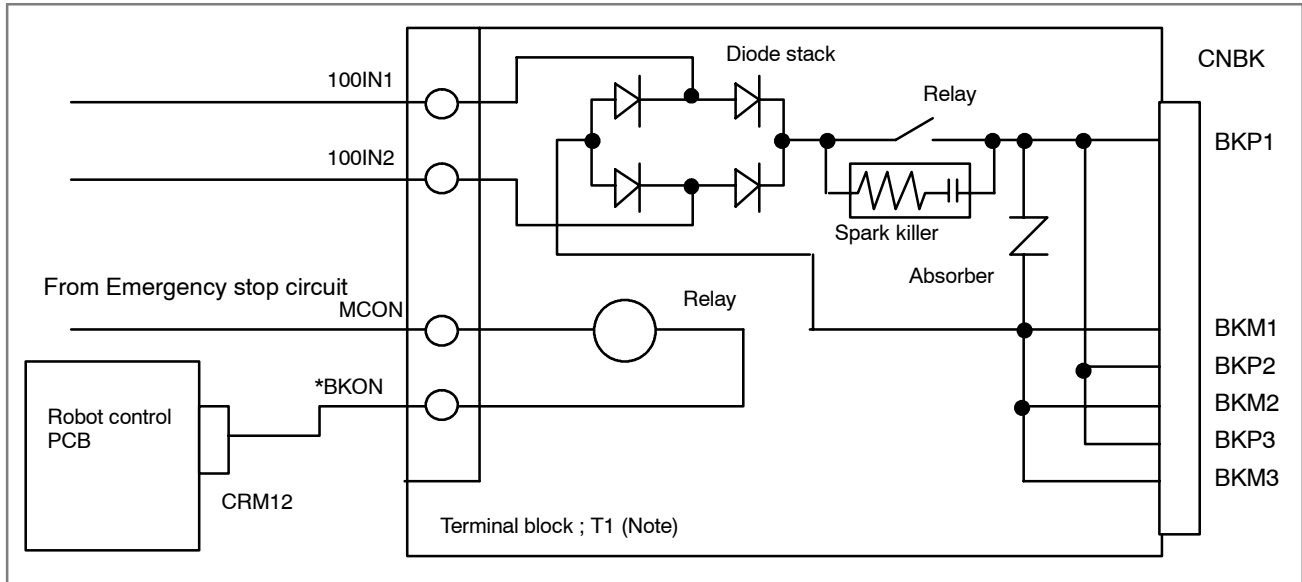 Diode stack
CNBK
100IN1
Relay
BKP1
100IN2
Spark killer
Absorber
From Emergency stop circuit
MCON
Relay
BKM1
BKP2
*BKON
BKM2
Robot control
PCB
BKP3
BKM3
CRM12
Terminal block ; T1 (Note)